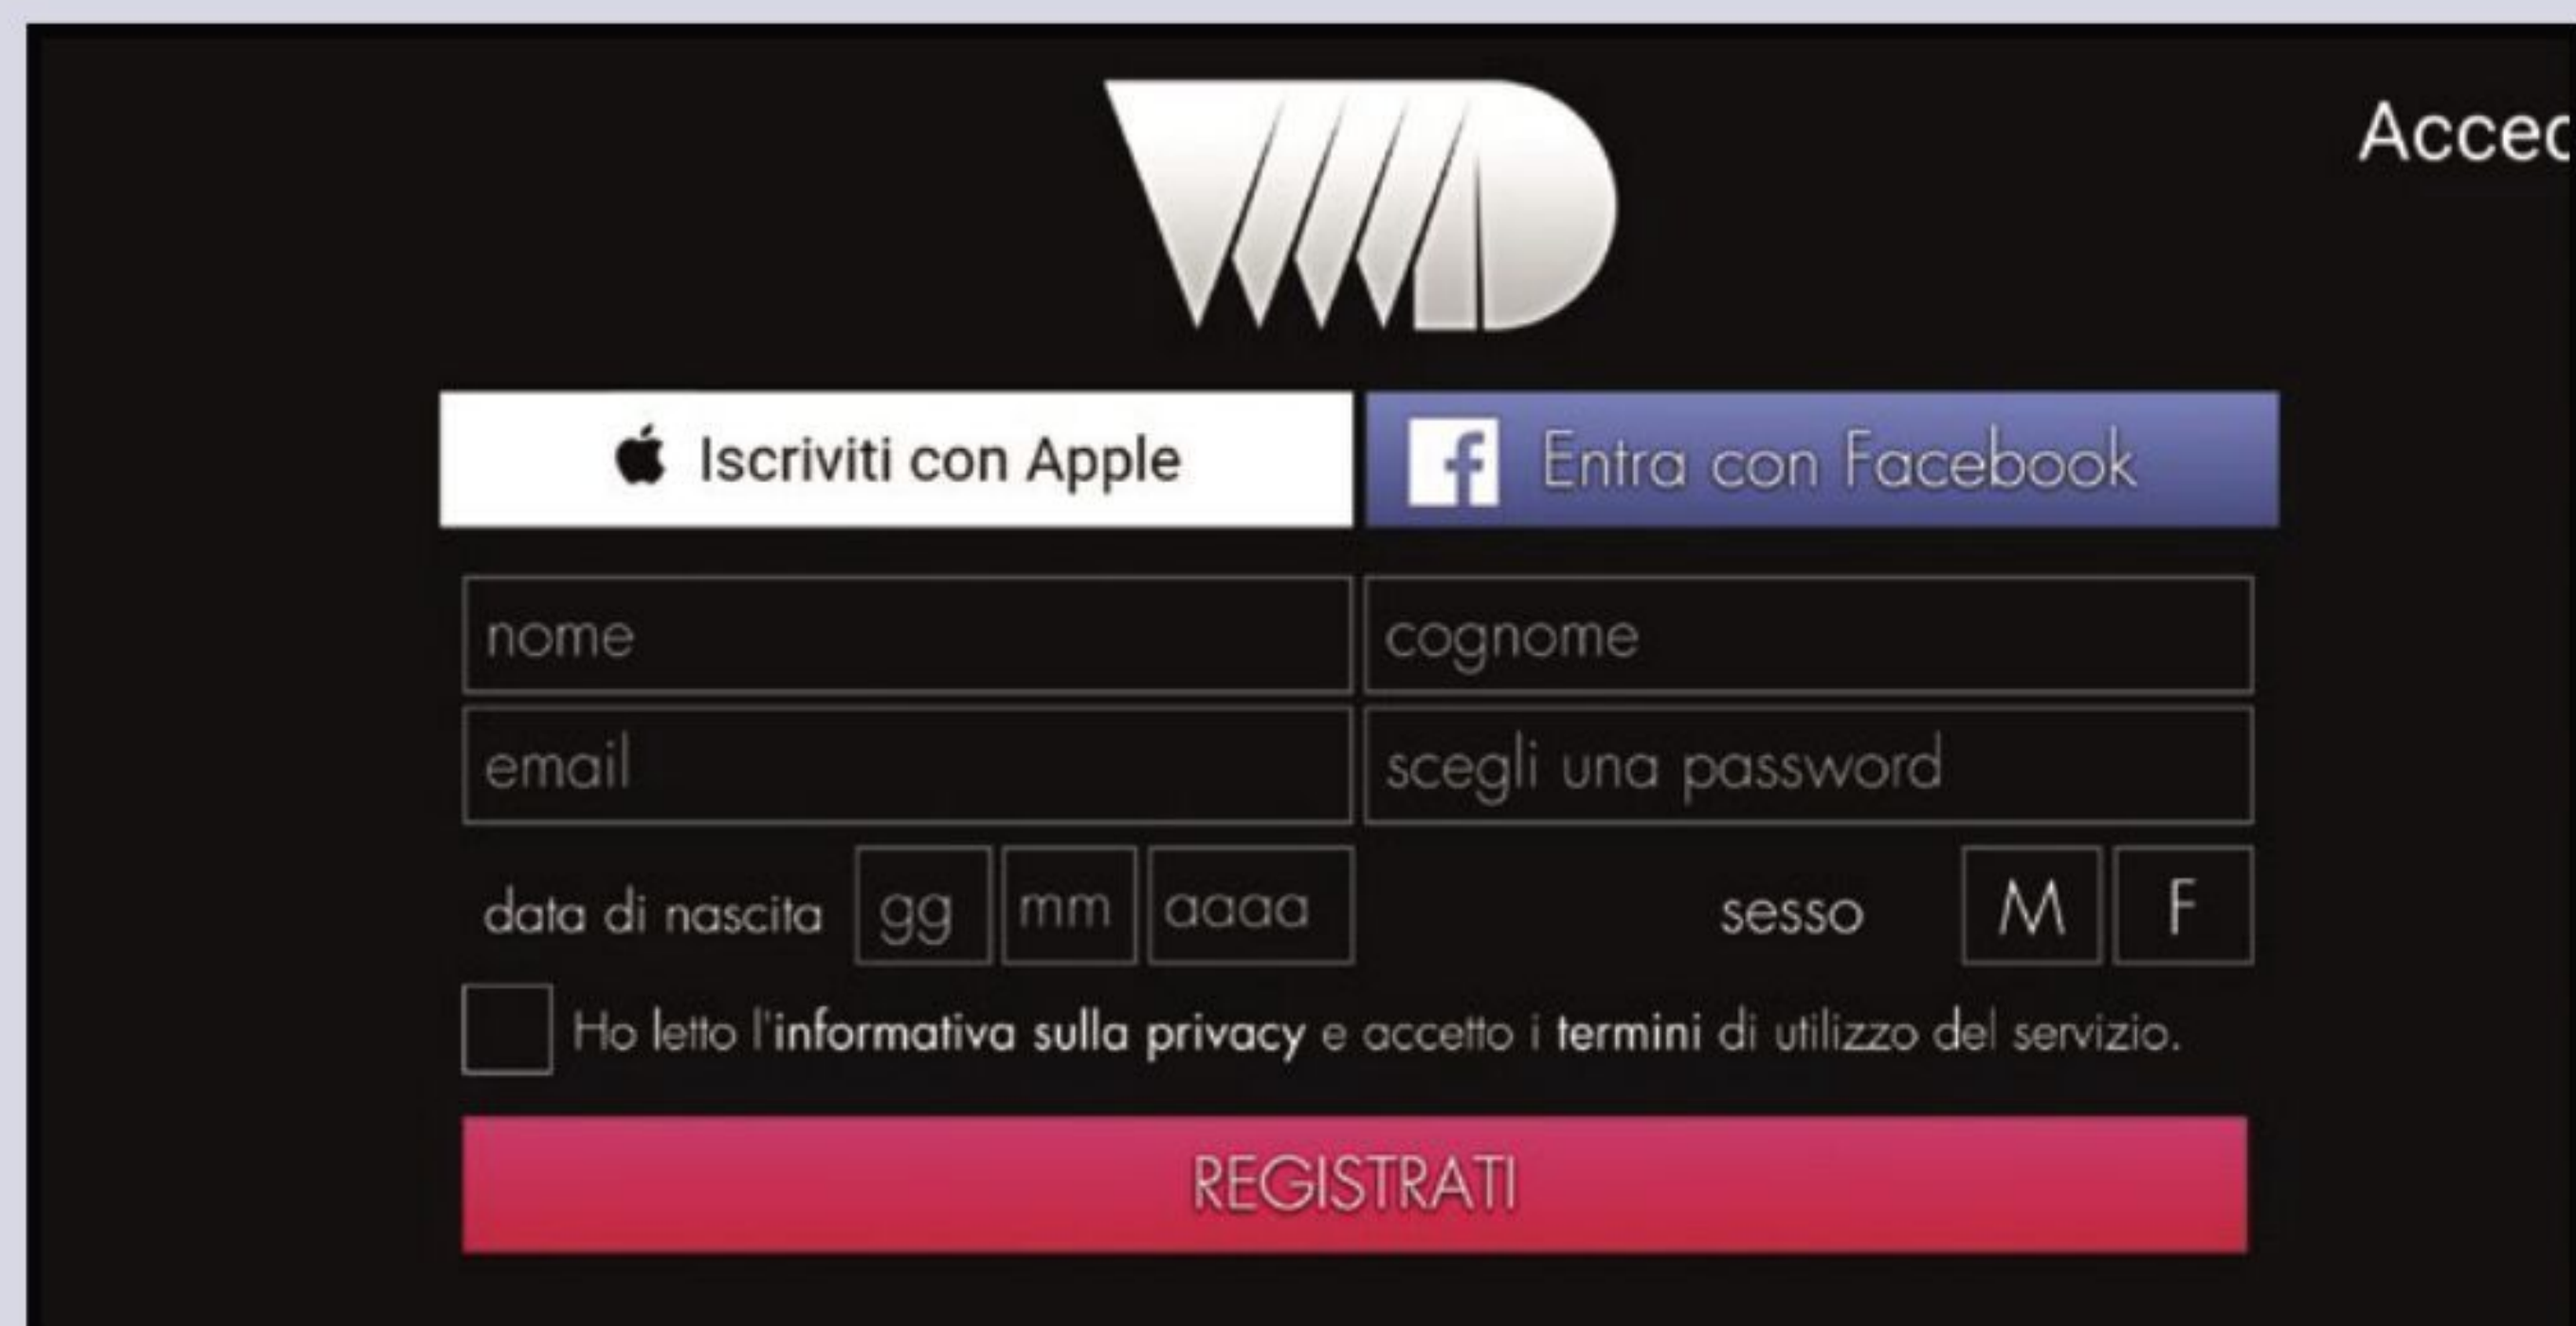 Iscriviti con Apple
Entra con Facebook
nome
cognome
email
scegli una password
data di nascita gg mm aaaa
sesso M F
Ho letto l'informativa sulla privacy e accetto i termini di utilizzo del servizio.
REGISTRATI